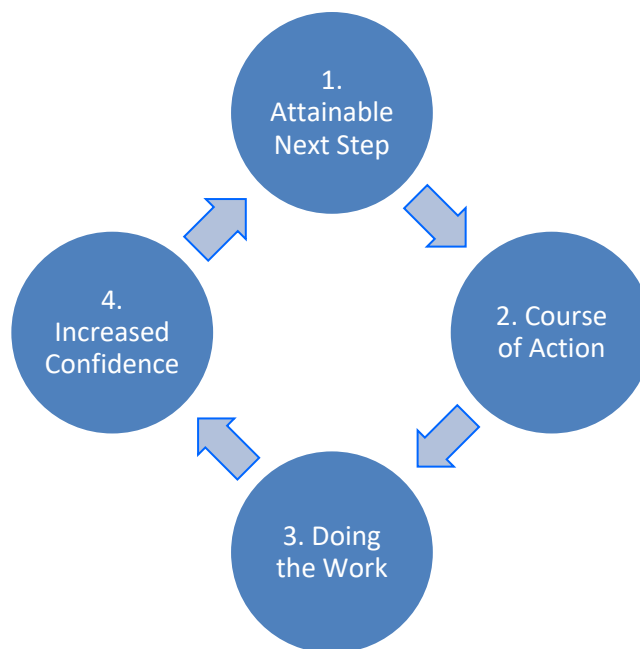 1.
Attainable
Next Step
2. Course
of Action
3. Doing
the Work
4.
Increased
Confidence